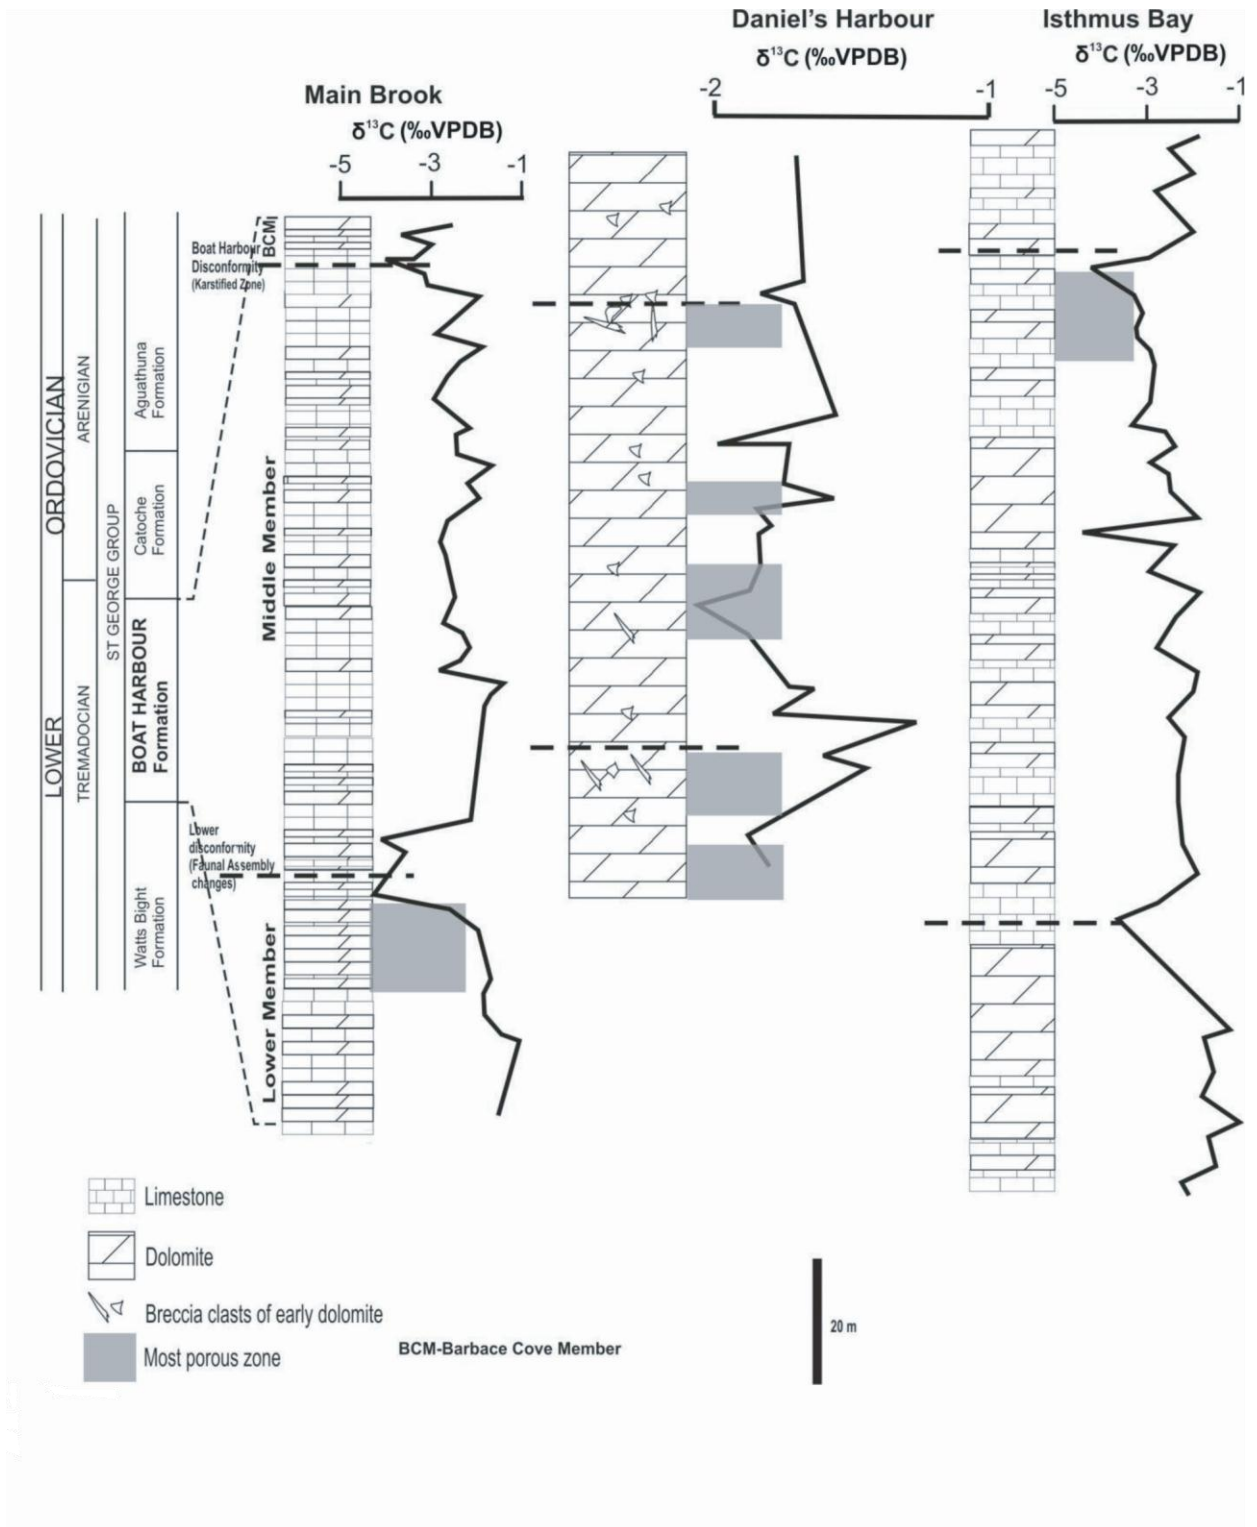 Daniel's Harbour
δ¹³C (‰VPDB)
-2
-1
Isthmus Bay
δ¹³C (‰VPDB)
-5
-3
-1
Main Brook
δ¹³C (‰VPDB)
-5
-3
-1
LOWER
ORDOVICIAN
TREMADOCIAN
ARENIGIAN
ST GEORGE GROUP
Aguathuna
Formation
Catoche
Formation
BOAT HARBOUR
Formation
Watts Bight
Formation
Boat Harbour
Disconformity
(Karstified Zone)
BCM
Middle Member
Lower
disconformity
(Faunal Assembly
changes)
Lower Member
Limestone
Dolomite
Breccia clasts of early dolomite
Most porous zone
BCM-Barbace Cove Member
20 m